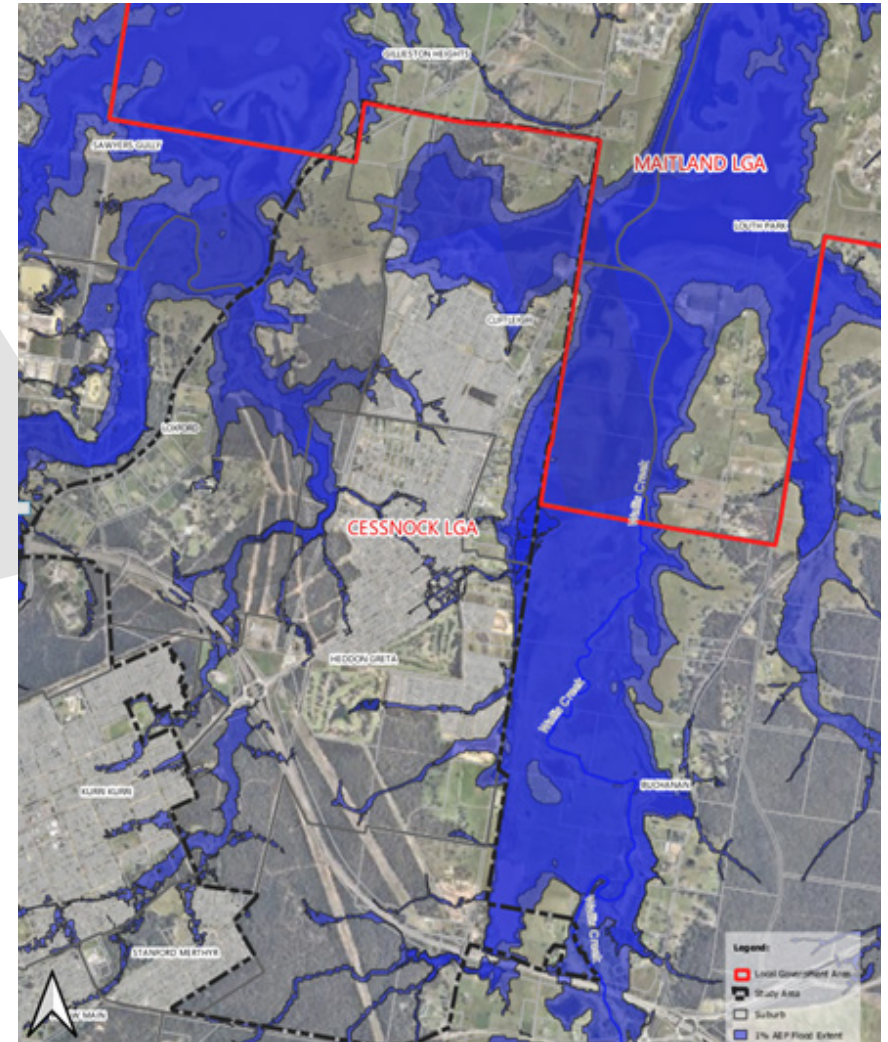 GILLIESTON HEIGHTS
SAWYERS GULLY
MAITLAND LGA
LOUTH PARK
CLIFTLEIGH
LOXFORD
Wallis Creek
CESSNOCK LGA
HEDDON GRETA
Wallis Creek
BUCHANAN
KURRI KURRI
Wallis Creek
STANFORD MERTHYR
W MAIN
Legend:
Local Government Area
Study Area
Suburb
1% AEP Flood Extent